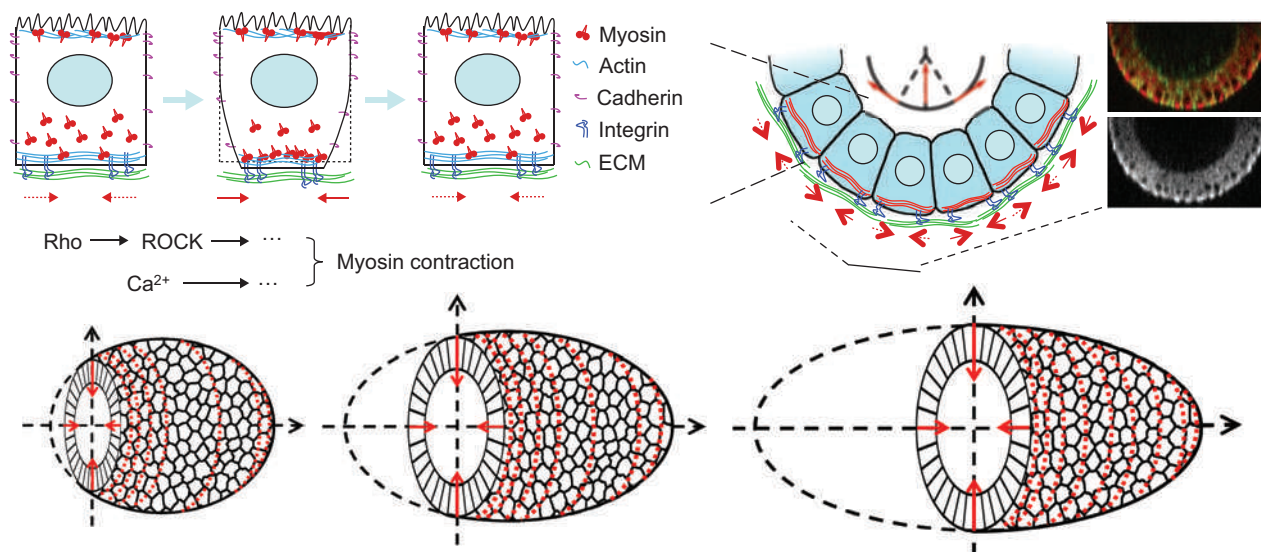 Myosin
Actin
Cadherin
Integrin
ECM
Rho ROCK ...
Ca²⁺ ...
Myosin contraction